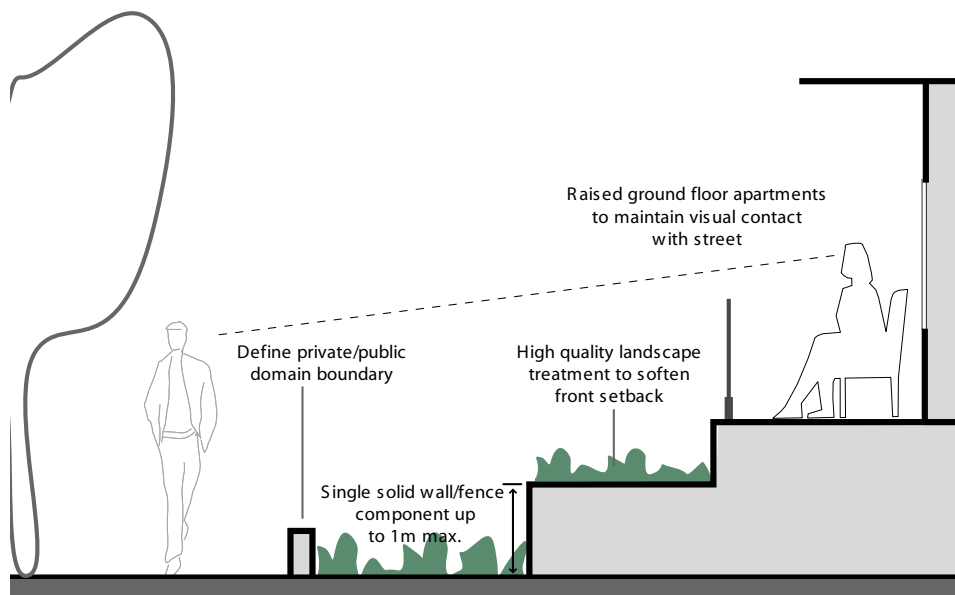 Raised ground floor apartments
to maintain visual contact
with street
Define private/public
domain boundary
High quality landscape
treatment to soften
front setback
Single solid wall/fence
component up
to 1m max.